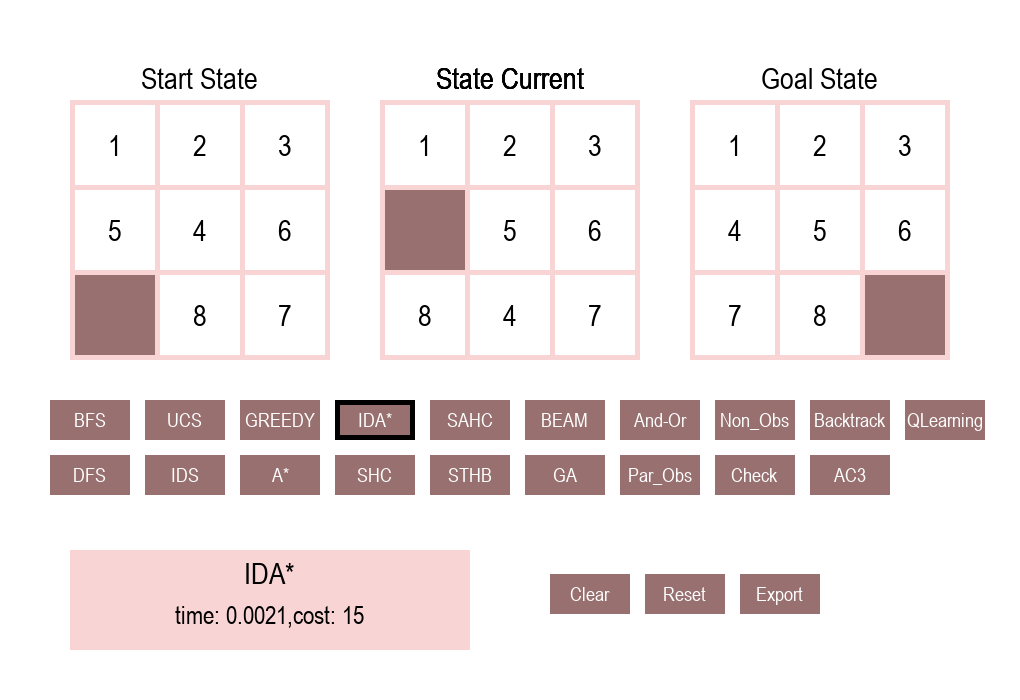 Start State State Current Goal State
1 2 3 1 2 3 1 2 3
5 4 6 5 6 4 5 6
8 7 8 4 7 7 8
BFS UCS GREEDY IDA* SAHC BEAM And-Or Non_Obs Backtrack QLearning
DFS IDS A* SHC STHB GA Par_Obs Check AC3
IDA*
time: 0.0021,cost: 15
Clear Reset Export